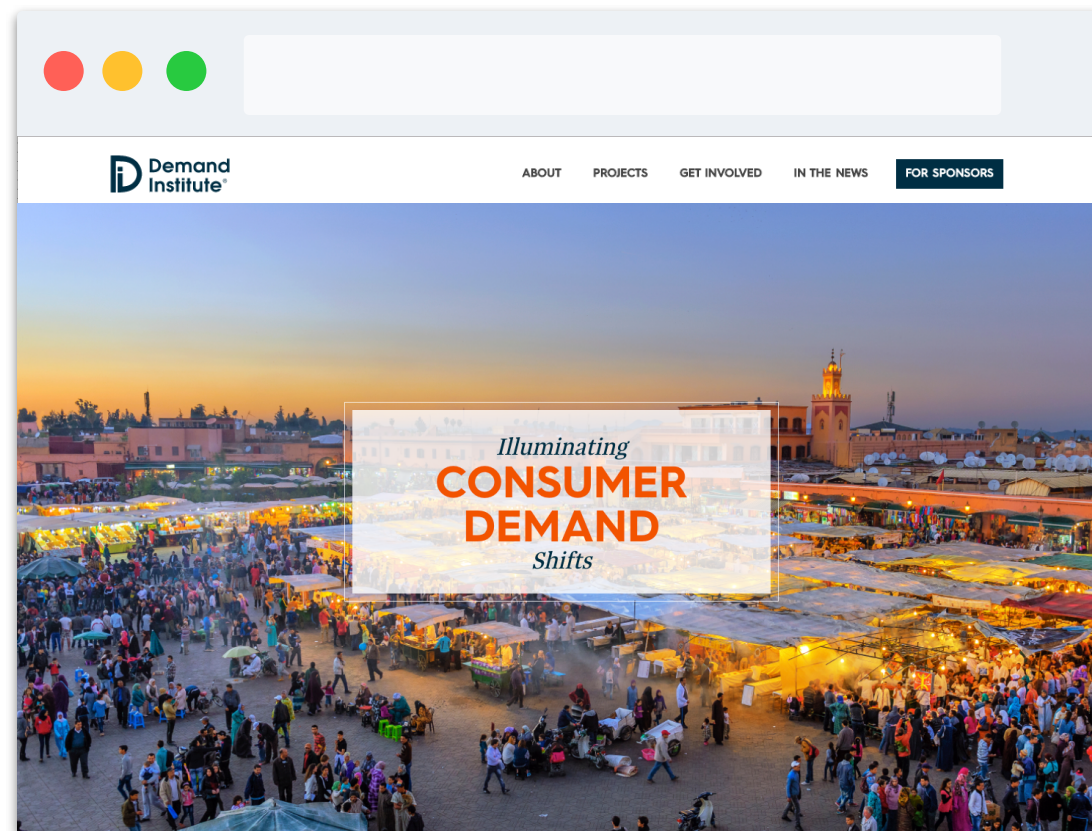 Demand
Institute®
ABOUT PROJECTS GET INVOLVED IN THE NEWS FOR SPONSORS
Illuminating
CONSUMER
DEMAND
Shifts